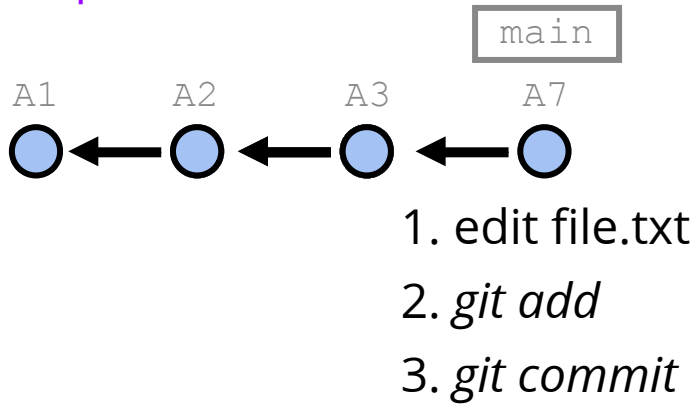 main
A1 A2 A3 A7
1. edit file.txt
2. git add
3. git commit